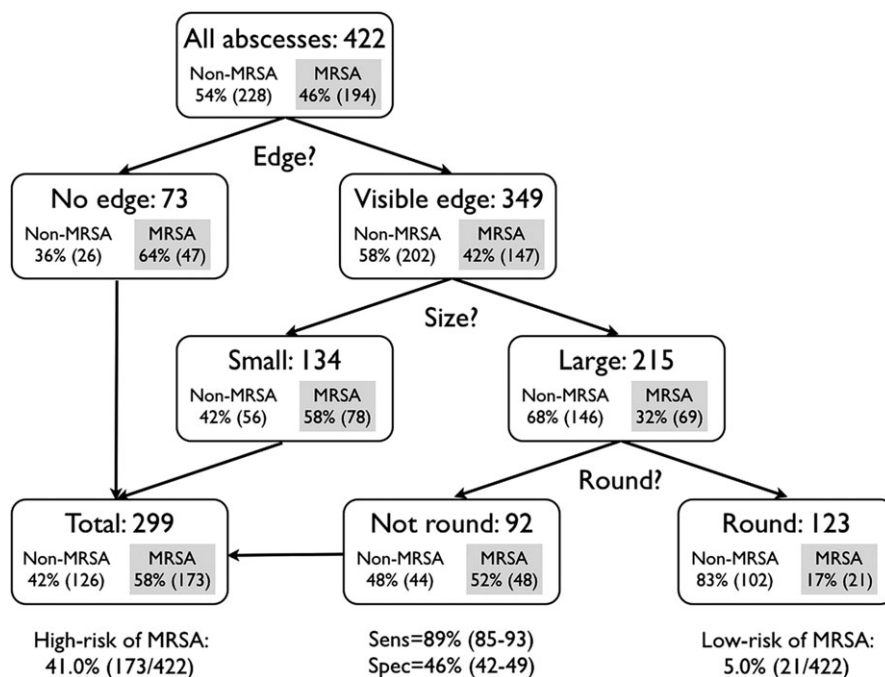 All abscesses: 422
Non-MRSA MRSA
54% (228) 46% (194)
Edge?
No edge: 73
Non-MRSA MRSA
36% (26) 64% (47)
Visible edge: 349
Non-MRSA MRSA
58% (202) 42% (147)
Size?
Small: 134
Non-MRSA MRSA
42% (56) 58% (78)
Large: 215
Non-MRSA MRSA
68% (146) 32% (69)
Round?
Total: 299
Non-MRSA MRSA
42% (126) 58% (173)
Not round: 92
Non-MRSA MRSA
48% (44) 52% (48)
Round: 123
Non-MRSA MRSA
83% (102) 17% (21)
High-risk of MRSA:
41.0% (173/422)
Sens=89% (85-93)
Spec=46% (42-49)
Low-risk of MRSA:
5.0% (21/422)